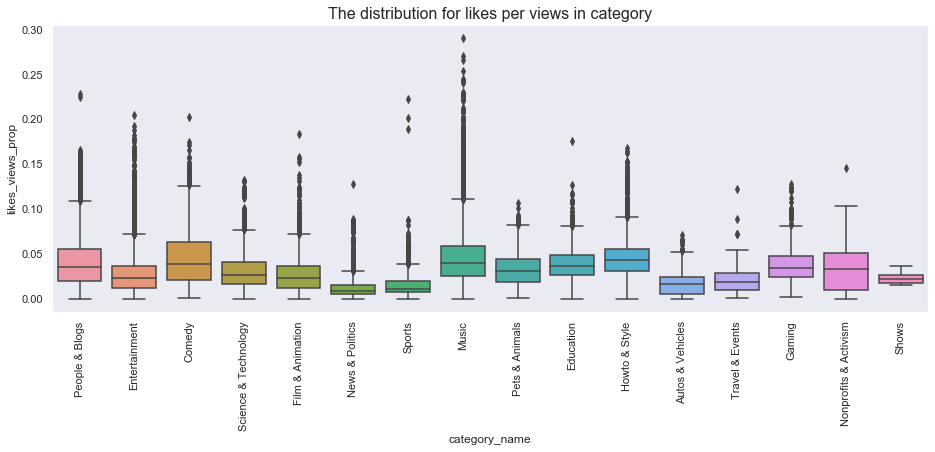 The distribution for likes per views in category
likes_views_prop
0.30
0.25
0.20
0.15
0.10
0.05
0.00
People & Blogs
Entertainment
Comedy
Science & Technology
Film & Animation
News & Politics
Sports
Music
Pets & Animals
Education
Howto & Style
Autos & Vehicles
Travel & Events
Gaming
Nonprofits & Activism
Shows
category_name